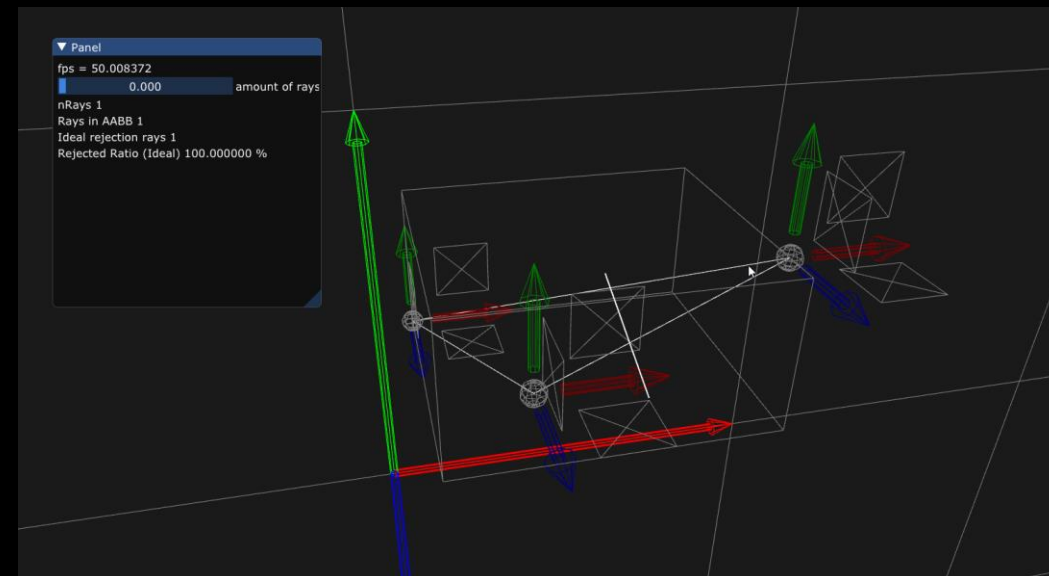 Panel
fps = 50.008372
0.000 amount of rays
nRays 1
Rays in AABB 1
Ideal rejection rays 1
Rejected Ratio (Ideal) 100.000000 %